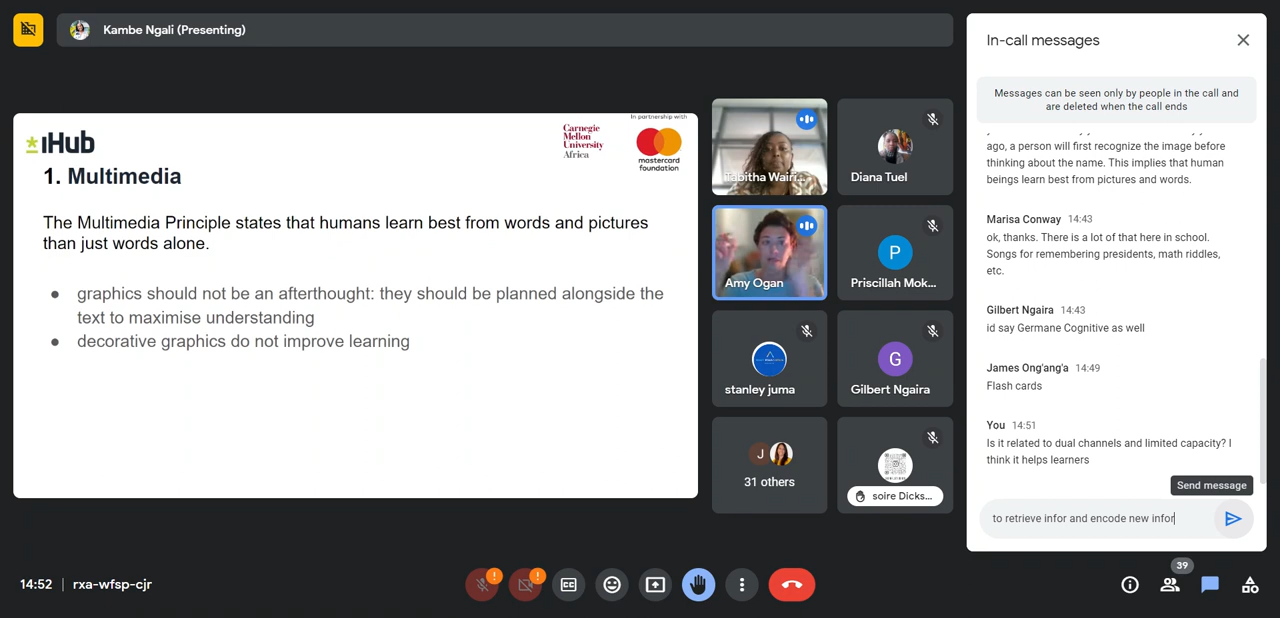 Kambe Ngali (Presenting)
iHub
Carnegie
Mellon
University
Africa
In partnership with
mastercard
foundation
1. Multimedia
The Multimedia Principle states that humans learn best from words and pictures
than just words alone.
● graphics should not be an afterthought: they should be planned alongside the
text to maximise understanding
● decorative graphics do not improve learning
Tabitha Wairi...
Diana Tuel
Amy Ogan
P
Priscillah Mok...
stanley juma
G
Gilbert Ngaira
J
31 others
soire Dicks...
In-call messages
Messages can be seen only by people in the call and
are deleted when the call ends
ago, a person will first recognize the image before
thinking about the name. This implies that human
beings learn best from pictures and words.
Marisa Conway 14:43
ok, thanks. There is a lot of that here in school.
Songs for remembering presidents, math riddles,
etc.
Gilbert Ngaira 14:43
id say Germane Cognitive as well
James Ong'ang'a 14:49
Flash cards
You 14:51
Is it related to dual channels and limited capacity? I
think it helps learners
Send message
to retrieve infor and encode new infor
14:52 | rxa-wfsp-cjr
39